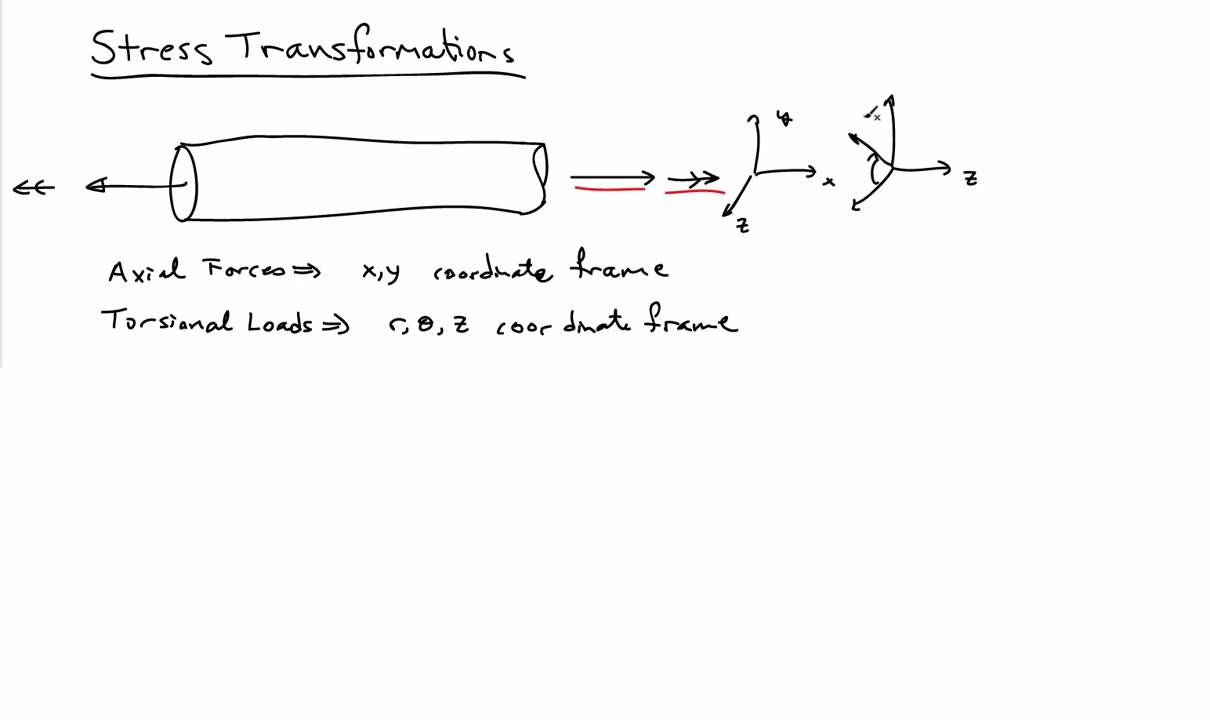 Stress Transformations
y
x
z
z
Axial Forces ⇒ x,y coordinate frame
Torsional Loads ⇒ r, θ, z coordinate frame